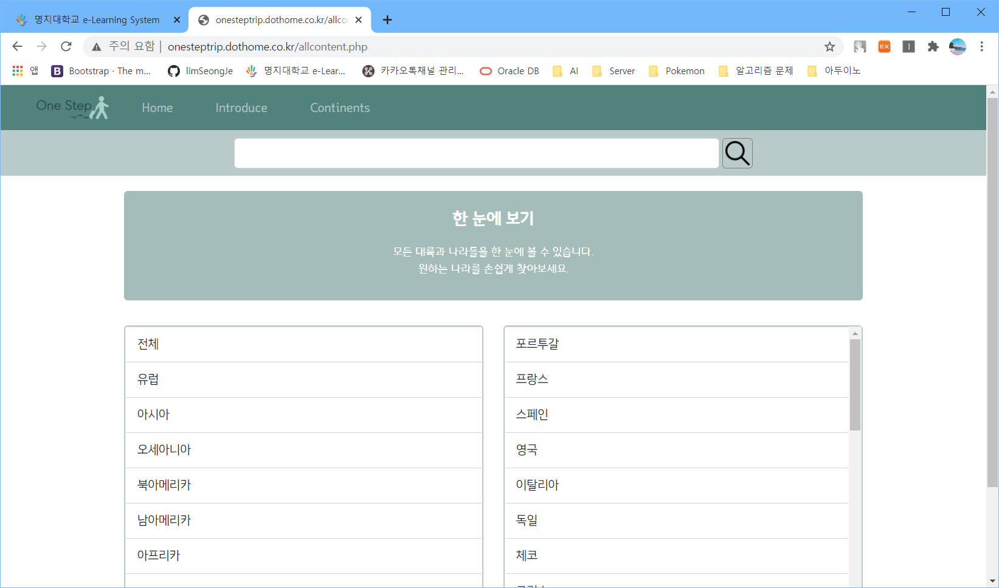 명지대학교 e-Learning System
onesteptrip.dothome.co.kr/allco
주의 요함 | onesteptrip.dothome.co.kr/allcontent.php
EX
앱
B Bootstrap · The m...
limSeongJe
명지대학교 e-Lear...
카카오톡채널 관리...
Oracle DB
AI
Server
Pokemon
알고리즘 문제
아두이노
One Step
Home
Introduce
Continents
한 눈에 보기
모든 대륙과 나라들을 한 눈에 볼 수 있습니다.
원하는 나라를 손쉽게 찾아보세요.
전체
유럽
아시아
오세아니아
북아메리카
남아메리카
아프리카
포르투갈
프랑스
스페인
영국
이탈리아
독일
체코